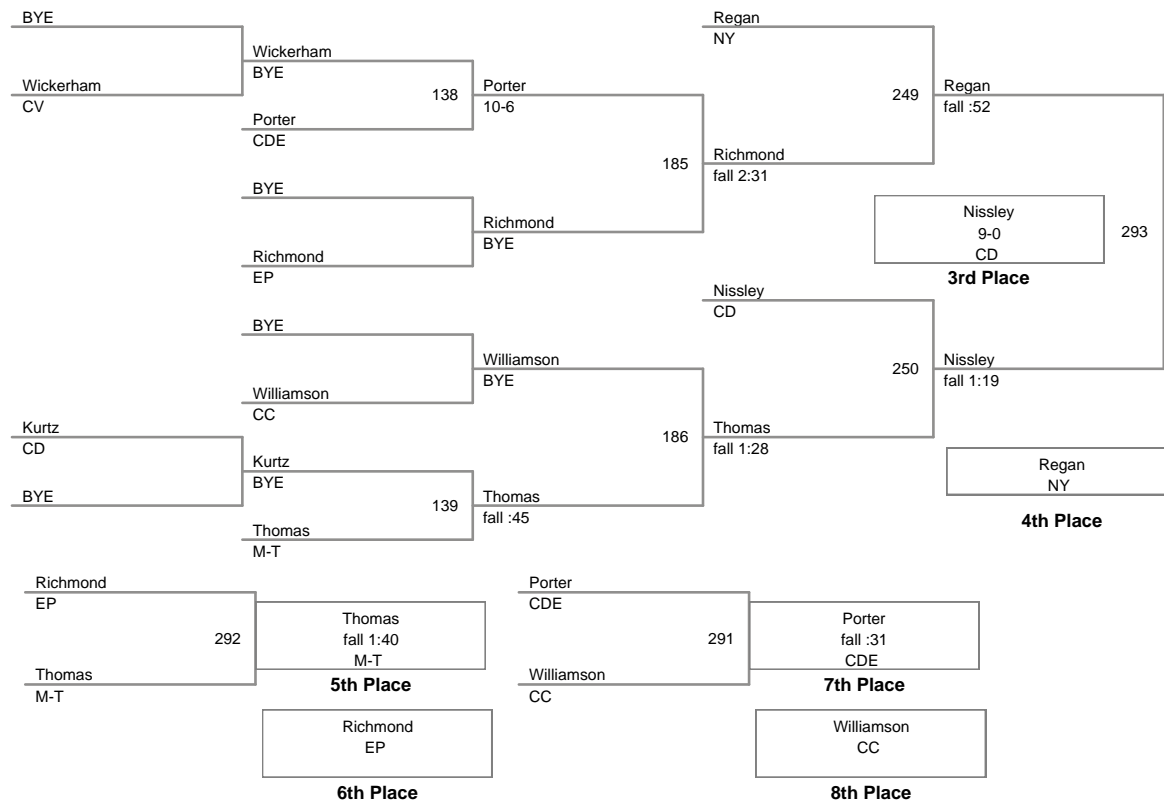 BYE
Wickerham
CV
Wickerham
BYE
Porter
CDE
138
Porter
10-6
BYE
Richmond
EP
Richmond
BYE
185
Richmond
fall 2:31
Regan
NY
249
Regan
fall :52
Nissley
9-0
CD
3rd Place
293
BYE
Williamson
CC
Williamson
BYE
Kurtz
CD
BYE
Kurtz
BYE
Thomas
M-T
139
Thomas
fall :45
186
Thomas
fall 1:28
Nissley
CD
250
Nissley
fall 1:19
Regan
NY
4th Place
Richmond
EP
Thomas
M-T
292
Thomas
fall 1:40
M-T
5th Place
Richmond
EP
6th Place
Porter
CDE
Williamson
CC
291
Porter
fall :31
CDE
7th Place
Williamson
CC
8th Place